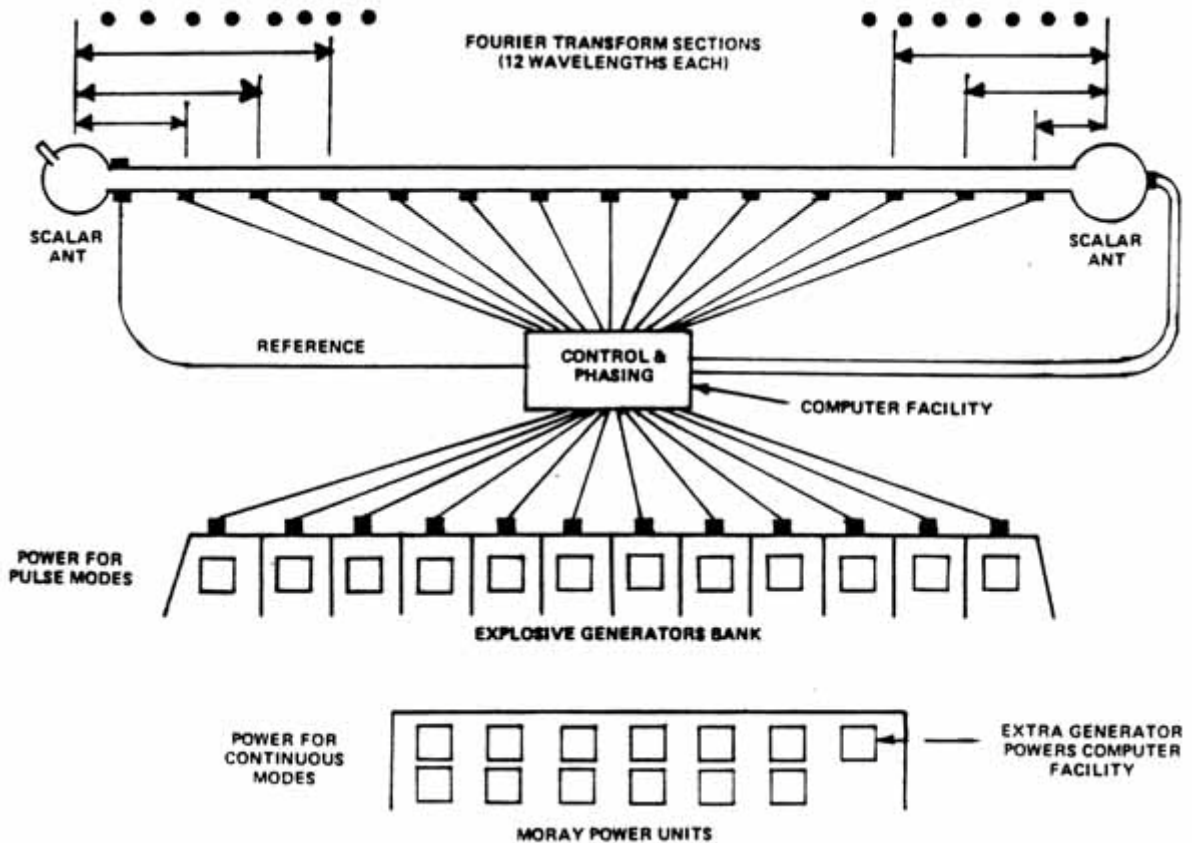 FOURIER TRANSFORM SECTIONS
(12 WAVELENGTHS EACH)
SCALAR
ANT
SCALAR
ANT
REFERENCE
CONTROL &
PHASING
COMPUTER FACILITY
POWER FOR
PULSE MODES
EXPLOSIVE GENERATORS BANK
POWER FOR
CONTINUOUS
MODES
EXTRA GENERATOR
POWERS COMPUTER
FACILITY
MORAY POWER UNITS